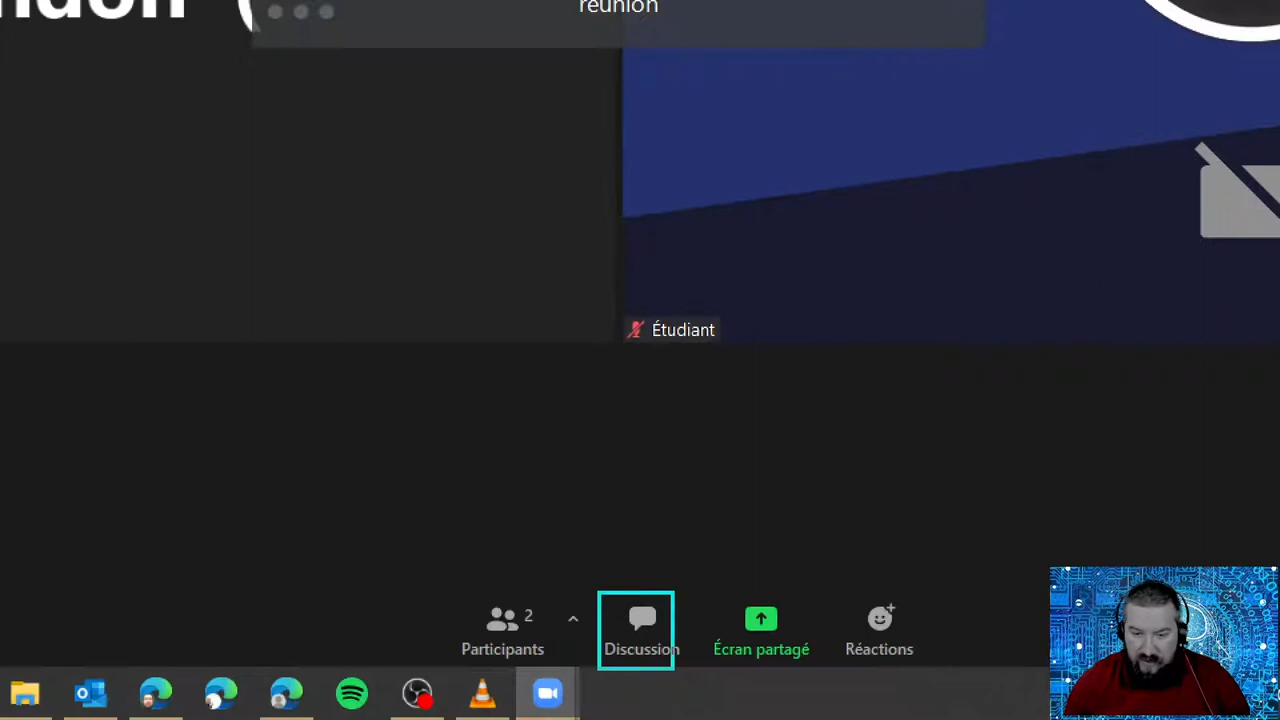 réunion
Étudiant
2
Participants
Discussion
Écran partagé
Réactions